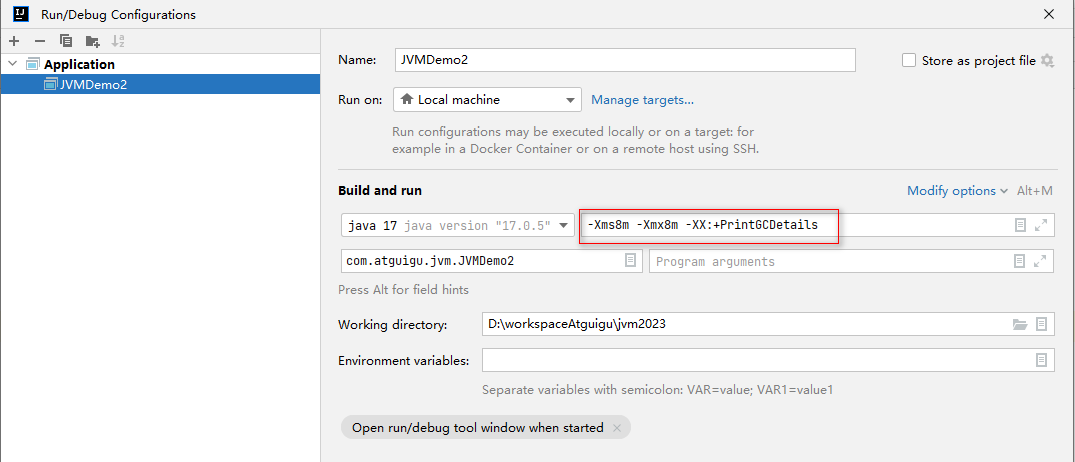 Run/Debug Configurations
Application
JVMDemo2
Name: JVMDemo2 Store as project file
Run on: Local machine Manage targets...
Run configurations may be executed locally or on a target: for
example in a Docker Container or on a remote host using SSH.
Build and run Modify options Alt+M
java 17 java version "17.0.5" -Xms8m -Xmx8m -XX:+PrintGCDetails
com.atguigu.jvm.JVMDemo2 Program arguments
Press Alt for field hints
Working directory: D:\workspaceAtguigu\jvm2023
Environment variables:
Separate variables with semicolon: VAR=value; VAR1=value1
Open run/debug tool window when started